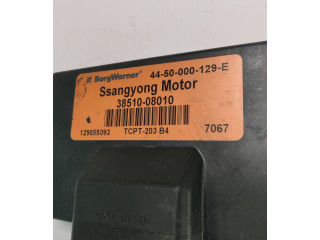 BorgWarner 44-50-000-129-E
Ssangyong Motor
38510-08010
129055093 TCPT-203 B4 7067